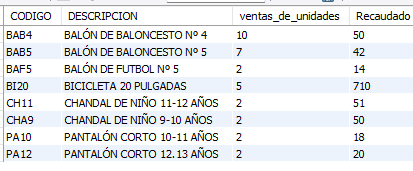 CODIGO DESCRIPCION ventas_de_unidades Recaudado
BAB4 BALÓN DE BALONCESTO Nº 4 10 50
BAB5 BALÓN DE BALONCESTO Nº 5 7 42
BAF5 BALÓN DE FUTBOL Nº 5 2 14
BI20 BICICLETA 20 PULGADAS 5 710
CH11 CHANDAL DE NIÑO 11-12 AÑOS 2 51
CHA9 CHANDAL DE NIÑO 9-10 AÑOS 2 50
PA10 PANTALÓN CORTO 10-11 AÑOS 2 18
PA12 PANTALÓN CORTO 12.13 AÑOS 2 20